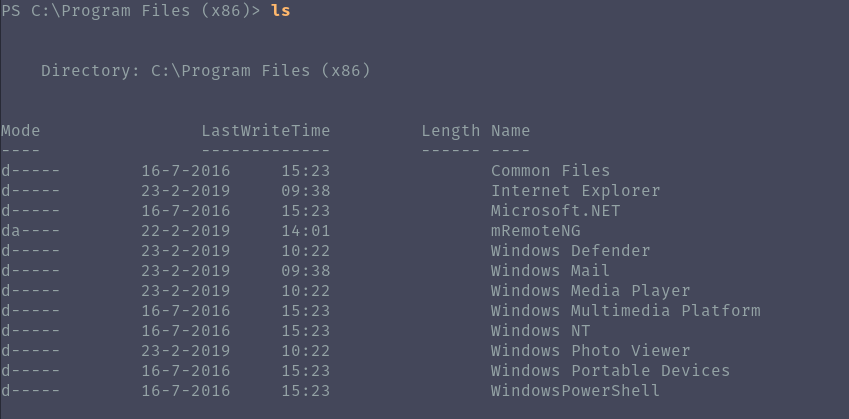 PS C:\Program Files (x86)> ls
    Directory: C:\Program Files (x86)
Mode                LastWriteTime         Length Name
----                -------------         ------ ----
d-----        16-7-2016     15:23                Common Files
d-----        23-2-2019     09:38                Internet Explorer
d-----        16-7-2016     15:23                Microsoft.NET
da----        22-2-2019     14:01                mRemoteNG
d-----        23-2-2019     10:22                Windows Defender
d-----        23-2-2019     09:38                Windows Mail
d-----        23-2-2019     10:22                Windows Media Player
d-----        16-7-2016     15:23                Windows Multimedia Platform
d-----        16-7-2016     15:23                Windows NT
d-----        23-2-2019     10:22                Windows Photo Viewer
d-----        16-7-2016     15:23                Windows Portable Devices
d-----        16-7-2016     15:23                WindowsPowerShell